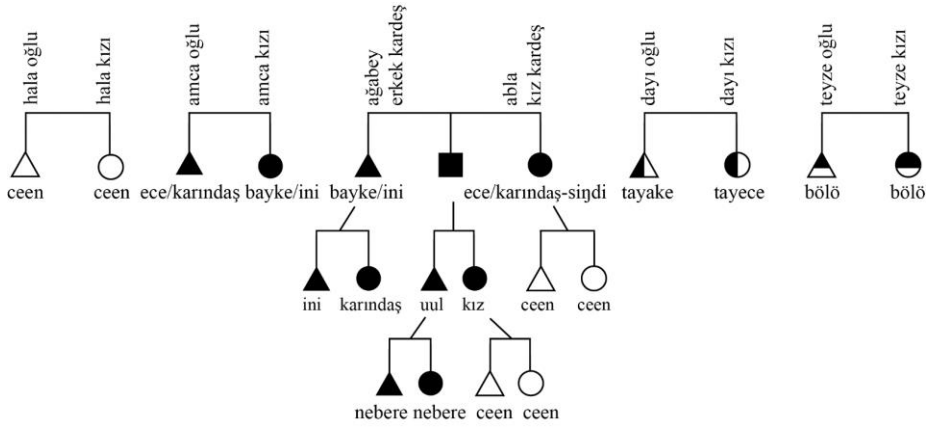 hala oğlu
hala kızı
amca oğlu
amca kızı
ağabey
erkek kardeş
abla
kız kardeş
dayı oğlu
dayı kızı
teyze oğlu
teyze kızı
ceen
ceen
ece/karındaş
bayke/ini
bayke/ini
ece/karındaş-siŋdi
tayake
tayece
bölö
bölö
ini
karındaş
uul
kız
ceen
ceen
nebere
nebere
ceen
ceen